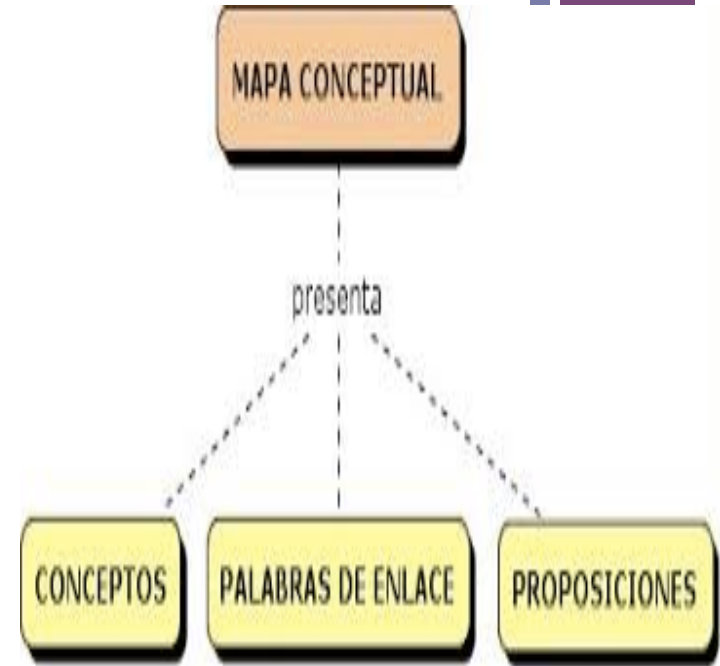 MAPA CONCEPTUAL
presenta
CONCEPTOS
PALABRAS DE ENLACE
PROPOSICIONES